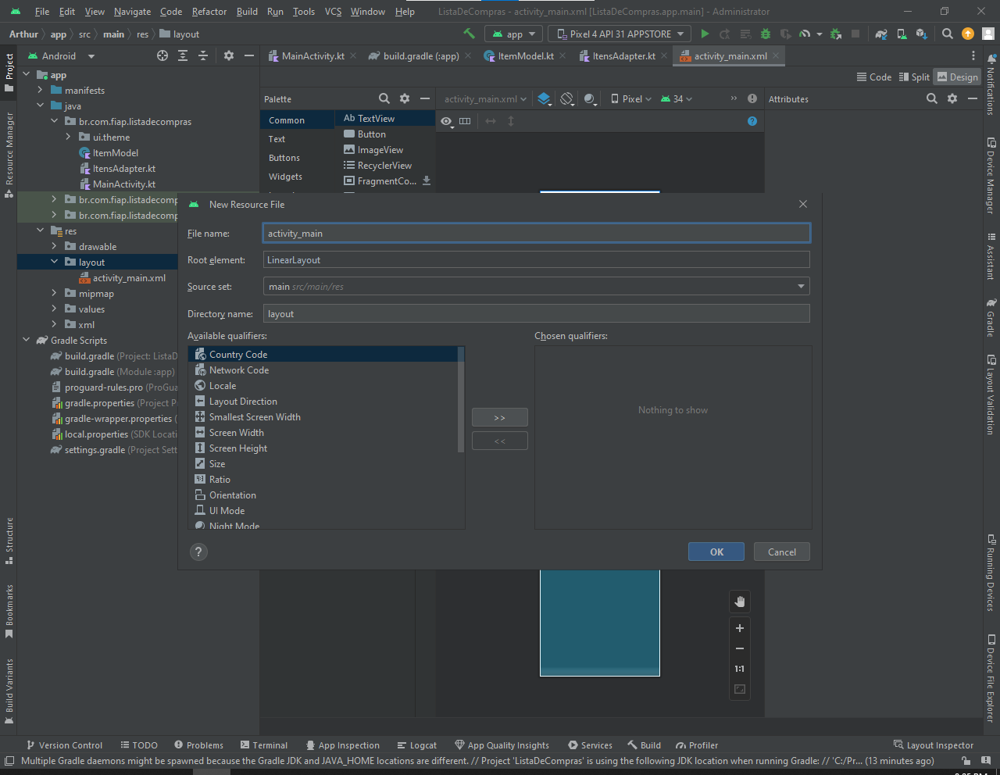 File Edit View Navigate Code Refactor Build Run Tools VCS Window Help ListaDeCompras - activity_main.xml [ListaDeCompras.app.main] - Administrator
Arthur app src main res layout app Pixel 4 API 31 APPSTORE
Android MainActivity.kt build.gradle (:app) ItemModel.kt ItensAdapter.kt activity_main.xml
Code Split Design
Palette activity_main.xml Pixel 34 Attributes
Project
Resource Manager
Structure
Bookmarks
Build Variants
app
manifests
java
br.com.fiap.listadecompras
ui.theme
ItemModel
ItensAdapter.kt
MainActivity.kt
br.com.fiap.listadecomp
br.com.fiap.listadecomp
res
drawable
layout
activity_main.xml
mipmap
values
xml
Gradle Scripts
build.gradle (Project: ListaD
build.gradle (Module :app)
proguard-rules.pro (ProGua
gradle.properties (Project P
gradle-wrapper.properties (
local.properties (SDK Locati
settings.gradle (Project Sett
Common
Text
Buttons
Widgets
Ab TextView
Button
ImageView
RecyclerView
FragmentCo...
New Resource File
File name: activity_main
Root element: LinearLayout
Source set: main src/main/res
Directory name: layout
Available qualifiers: Chosen qualifiers:
Country Code
Network Code
Locale
Layout Direction
Smallest Screen Width
Screen Width
Screen Height
Size
Ratio
Orientation
UI Mode
Night Mode
>>
<<
Nothing to show
? OK Cancel
1:1
Notifications
Device Manager
Assistant
Gradle
Layout Validation
Running Devices
Device File Explorer
Version Control TODO Problems Terminal App Inspection Logcat App Quality Insights Services Build Profiler Layout Inspector
Multiple Gradle daemons might be spawned because the Gradle JDK and JAVA_HOME locations are different. // Project 'ListaDeCompras' is using the following JDK location when running Gradle: // 'C:/Pr... (13 minutes ago)